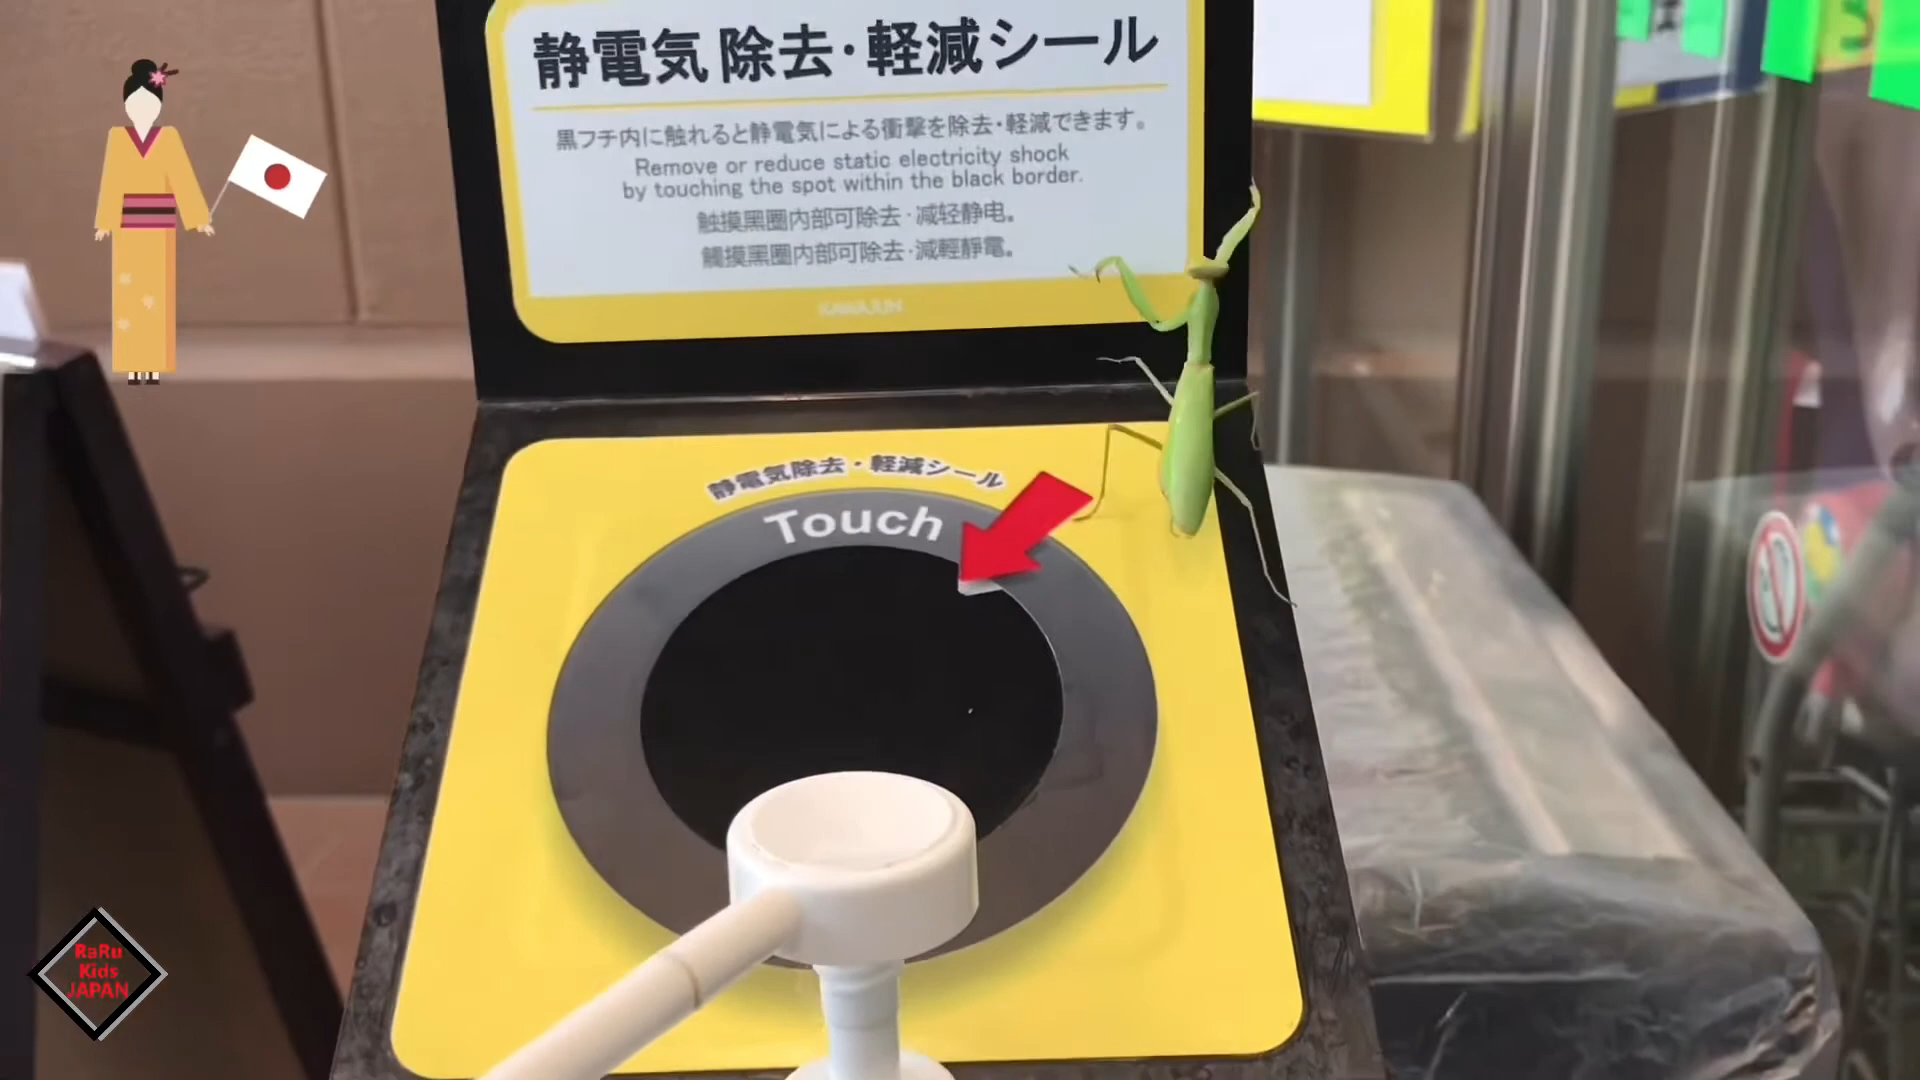 静電気除去・軽減シール
黒フチ内に触れると静電気による衝撃を除去・軽減できます。
Remove or reduce static electricity shock
by touching the spot within the black border.
触摸黑圈内部可除去·减轻静电。
觸摸黑圈內部可除去·減輕靜電。
KAWAJUN
静電気除去・軽減シール
Touch
RaRu
Kids
JAPAN